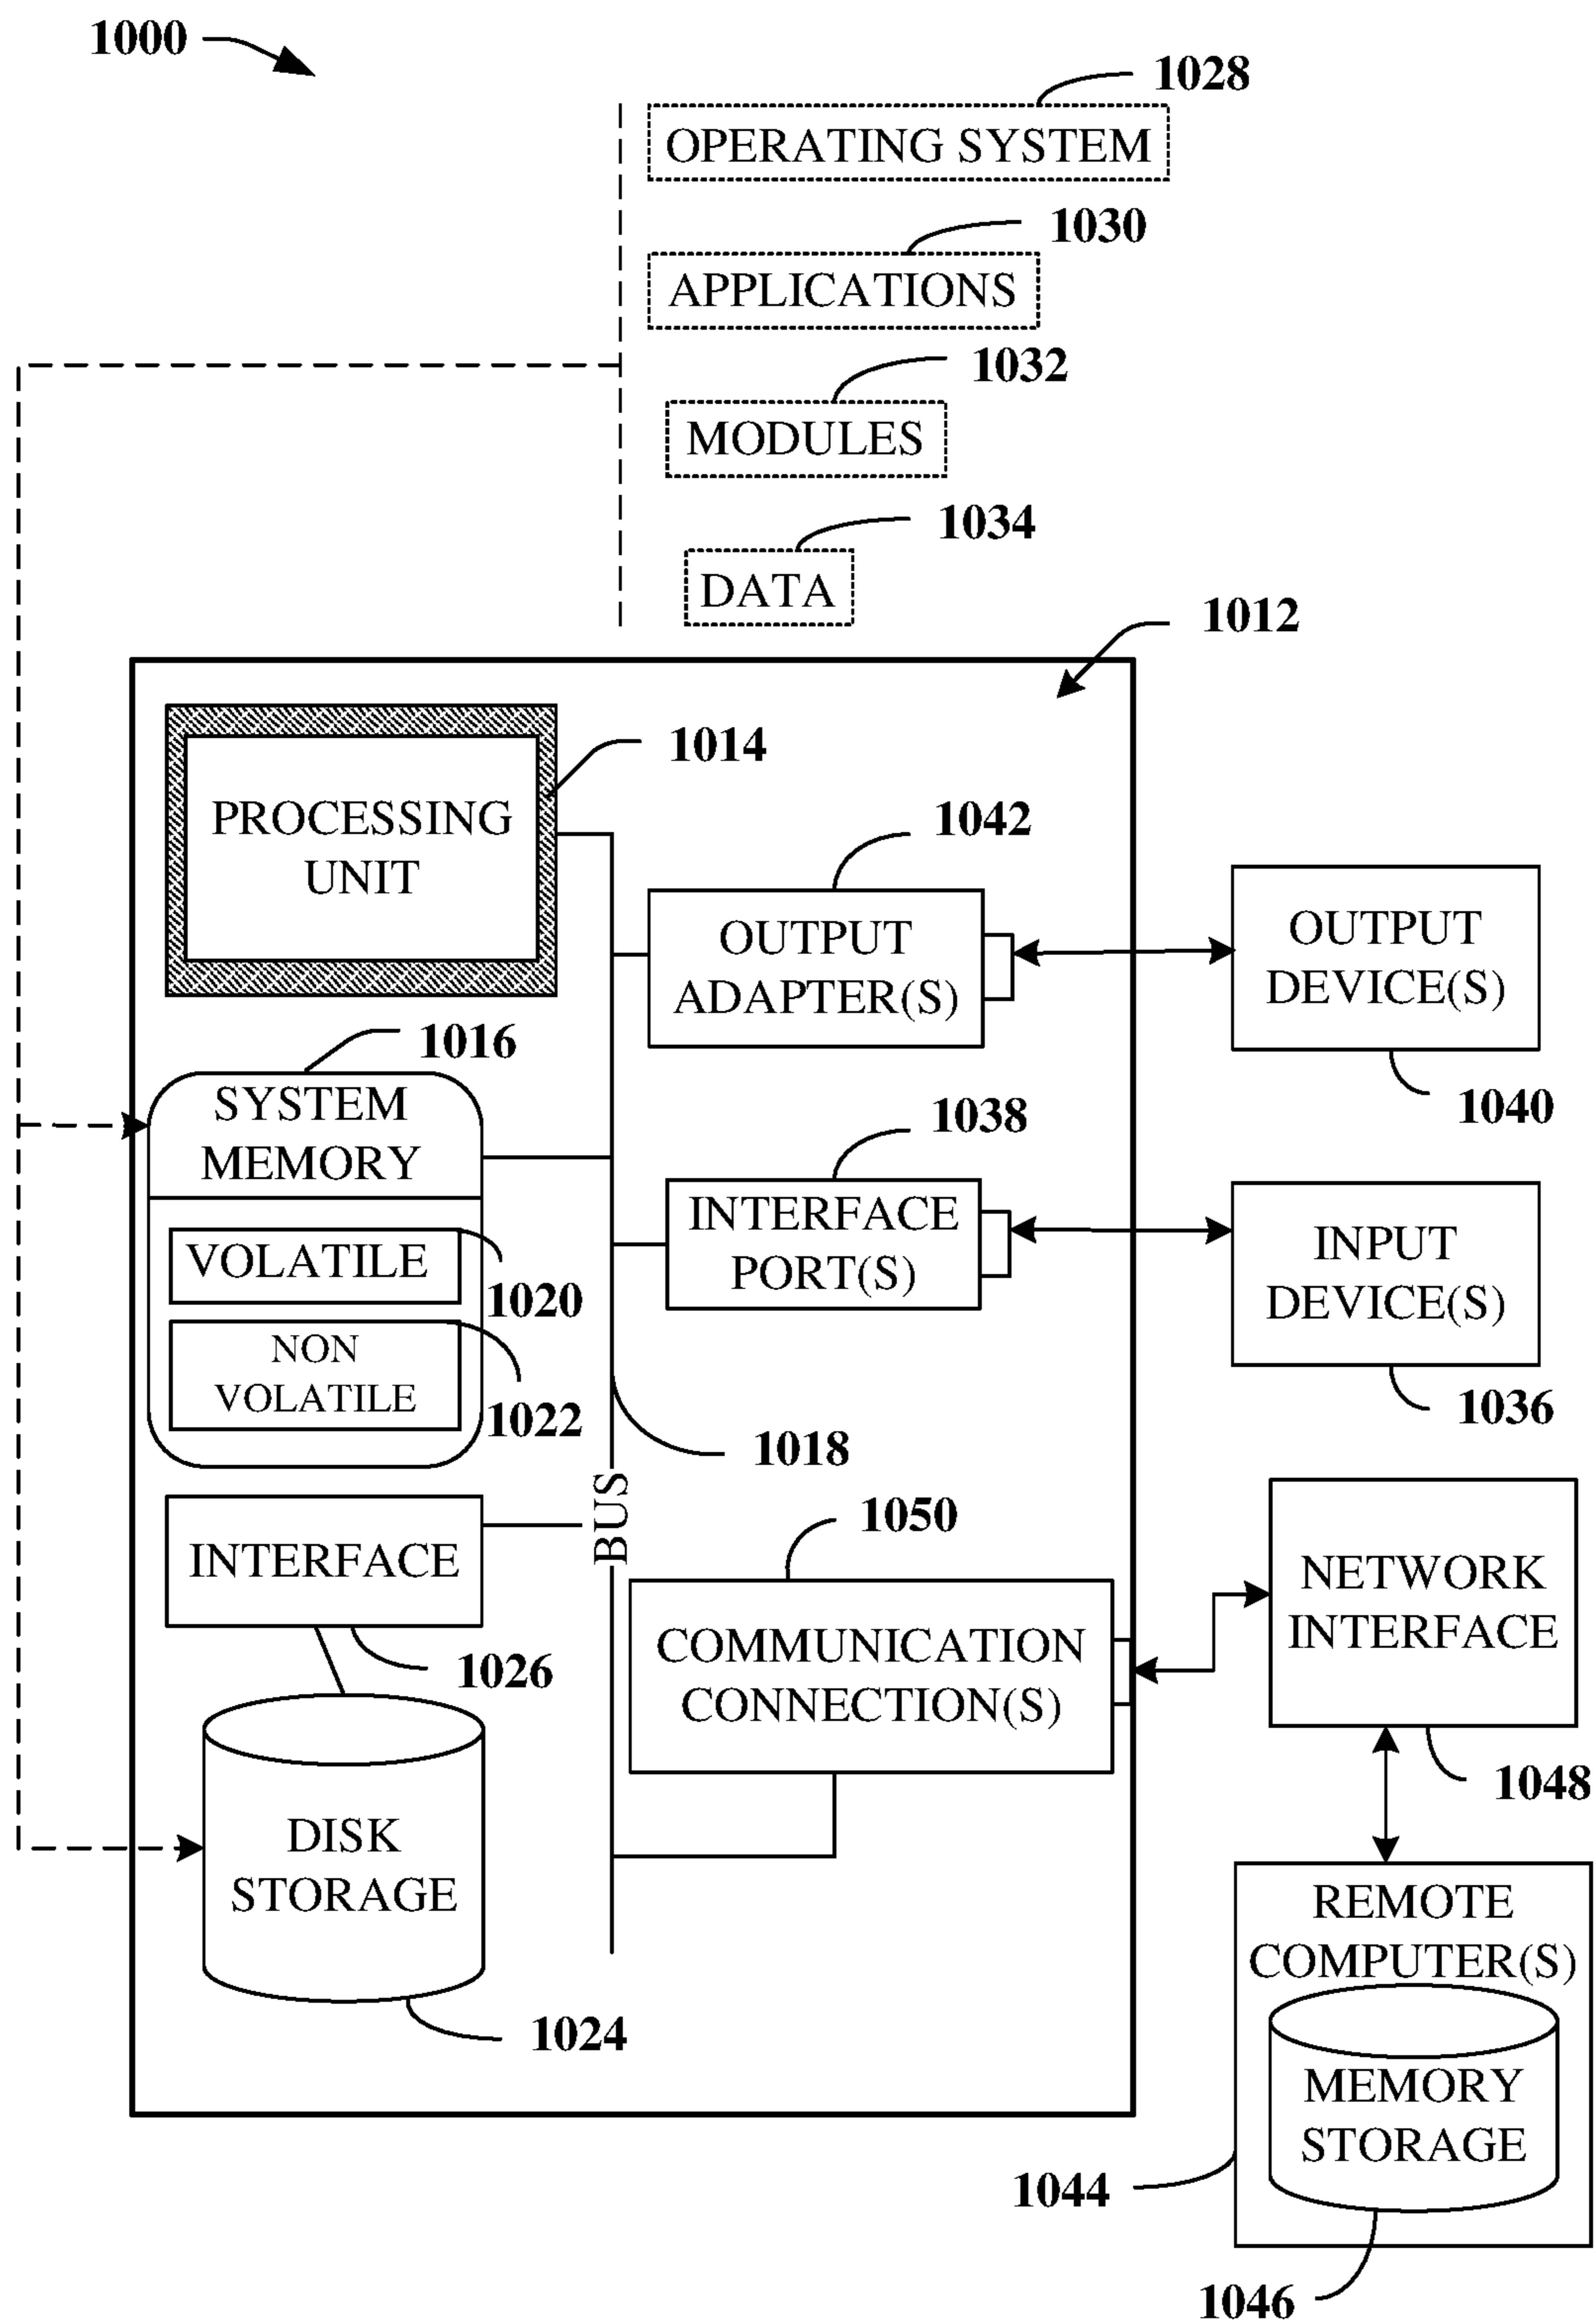 1000
1028
OPERATING SYSTEM
1030
APPLICATIONS
1032
MODULES
1034
DATA
1012
1014
PROCESSING
UNIT
1042
OUTPUT
ADAPTER(S)
OUTPUT
DEVICE(S)
1040
1016
SYSTEM
MEMORY
VOLATILE
1020
NON
VOLATILE
1022
1038
INTERFACE
PORT(S)
INPUT
DEVICE(S)
1036
1018
BUS
INTERFACE
1026
1050
COMMUNICATION
CONNECTION(S)
NETWORK
INTERFACE
1048
DISK
STORAGE
1024
REMOTE
COMPUTER(S)
MEMORY
STORAGE
1044
1046